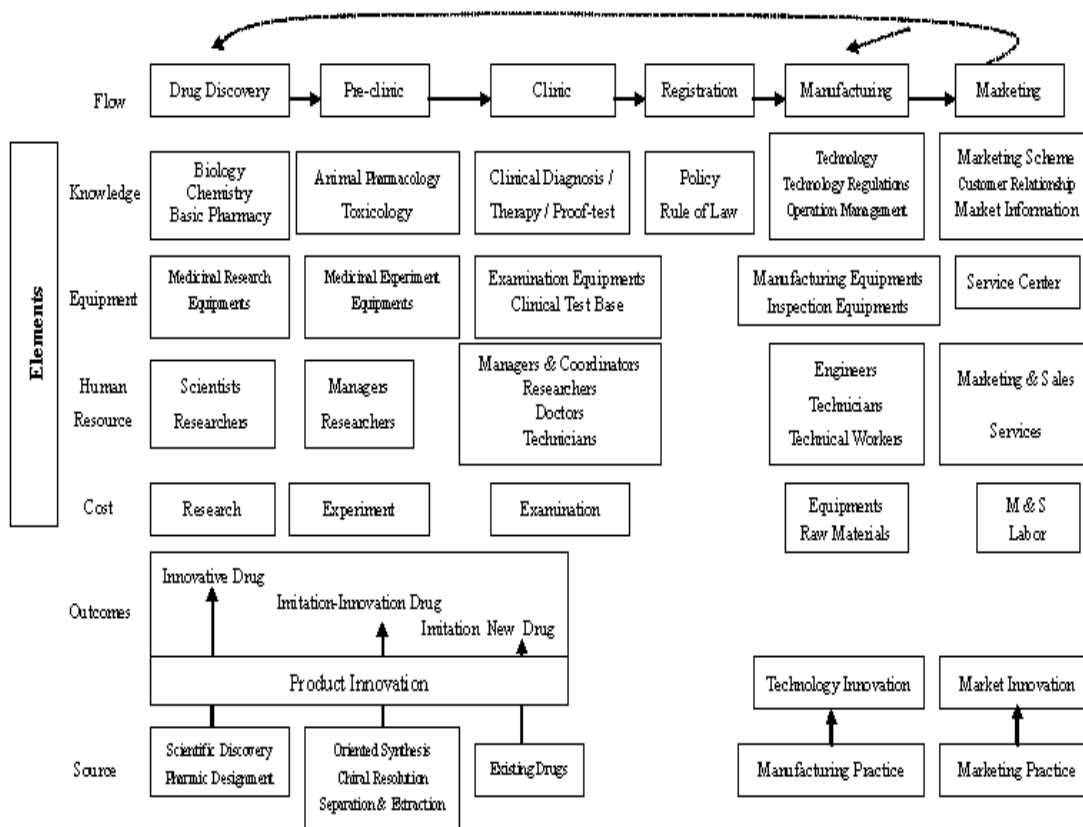 Flow
Drug Discovery
Pre-clinic
Clinic
Registration
Manufacturing
Marketing
Elements
Knowledge
Biology
Chemistry
Basic Pharmacy
Animal Pharmacology
Toxicology
Clinical Diagnosis /
Therapy / Proof-test
Policy
Rule of Law
Technology
Technology Regulations
Operation Management
Marketing Scheme
Customer Relationship
Market Information
Equipment
Medicinal Research
Equipments
Medicinal Experiment
Equipments
Examination Equipments
Clinical Test Base
Manufacturing Equipments
Inspection Equipments
Service Center
Human
Resource
Scientists
Researchers
Managers
Researchers
Managers & Coordinators
Researchers
Doctors
Technicians
Engineers
Technicians
Technical Workers
Marketing & Sales
Services
Cost
Research
Experiment
Examination
Equipments
Raw Materials
M & S
Labor
Outcomes
Innovative Drug
Imitation-Innovation Drug
Imitation New Drug
Product Innovation
Technology Innovation
Market Innovation
Source
Scientific Discovery
Pharmic Designment
Oriented Synthesis
Chiral Resolution
Separation & Extraction
Existing Drugs
Manufacturing Practice
Marketing Practice